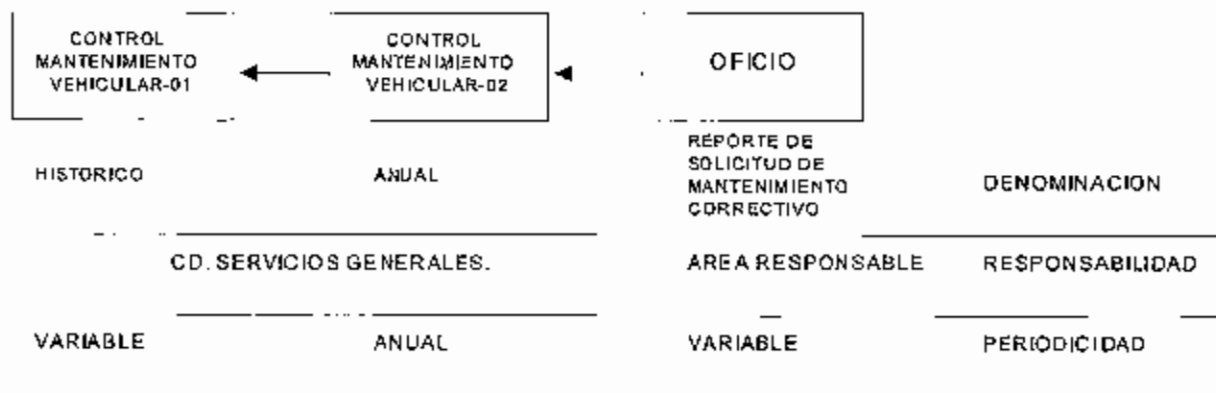 CONTROL
MANTENIMIENTO
VEHICULAR-01
CONTROL
MANTENIMIENTO
VEHICULAR-02
OFICIO
HISTORICO
ANUAL
REPORTE DE
SOLICITUD DE
MANTENIMIENTO
CORRECTIVO
DENOMINACION
CD. SERVICIOS GENERALES.
AREA RESPONSABLE
RESPONSABILIDAD
VARIABLE
ANUAL
VARIABLE
PERIODICIDAD